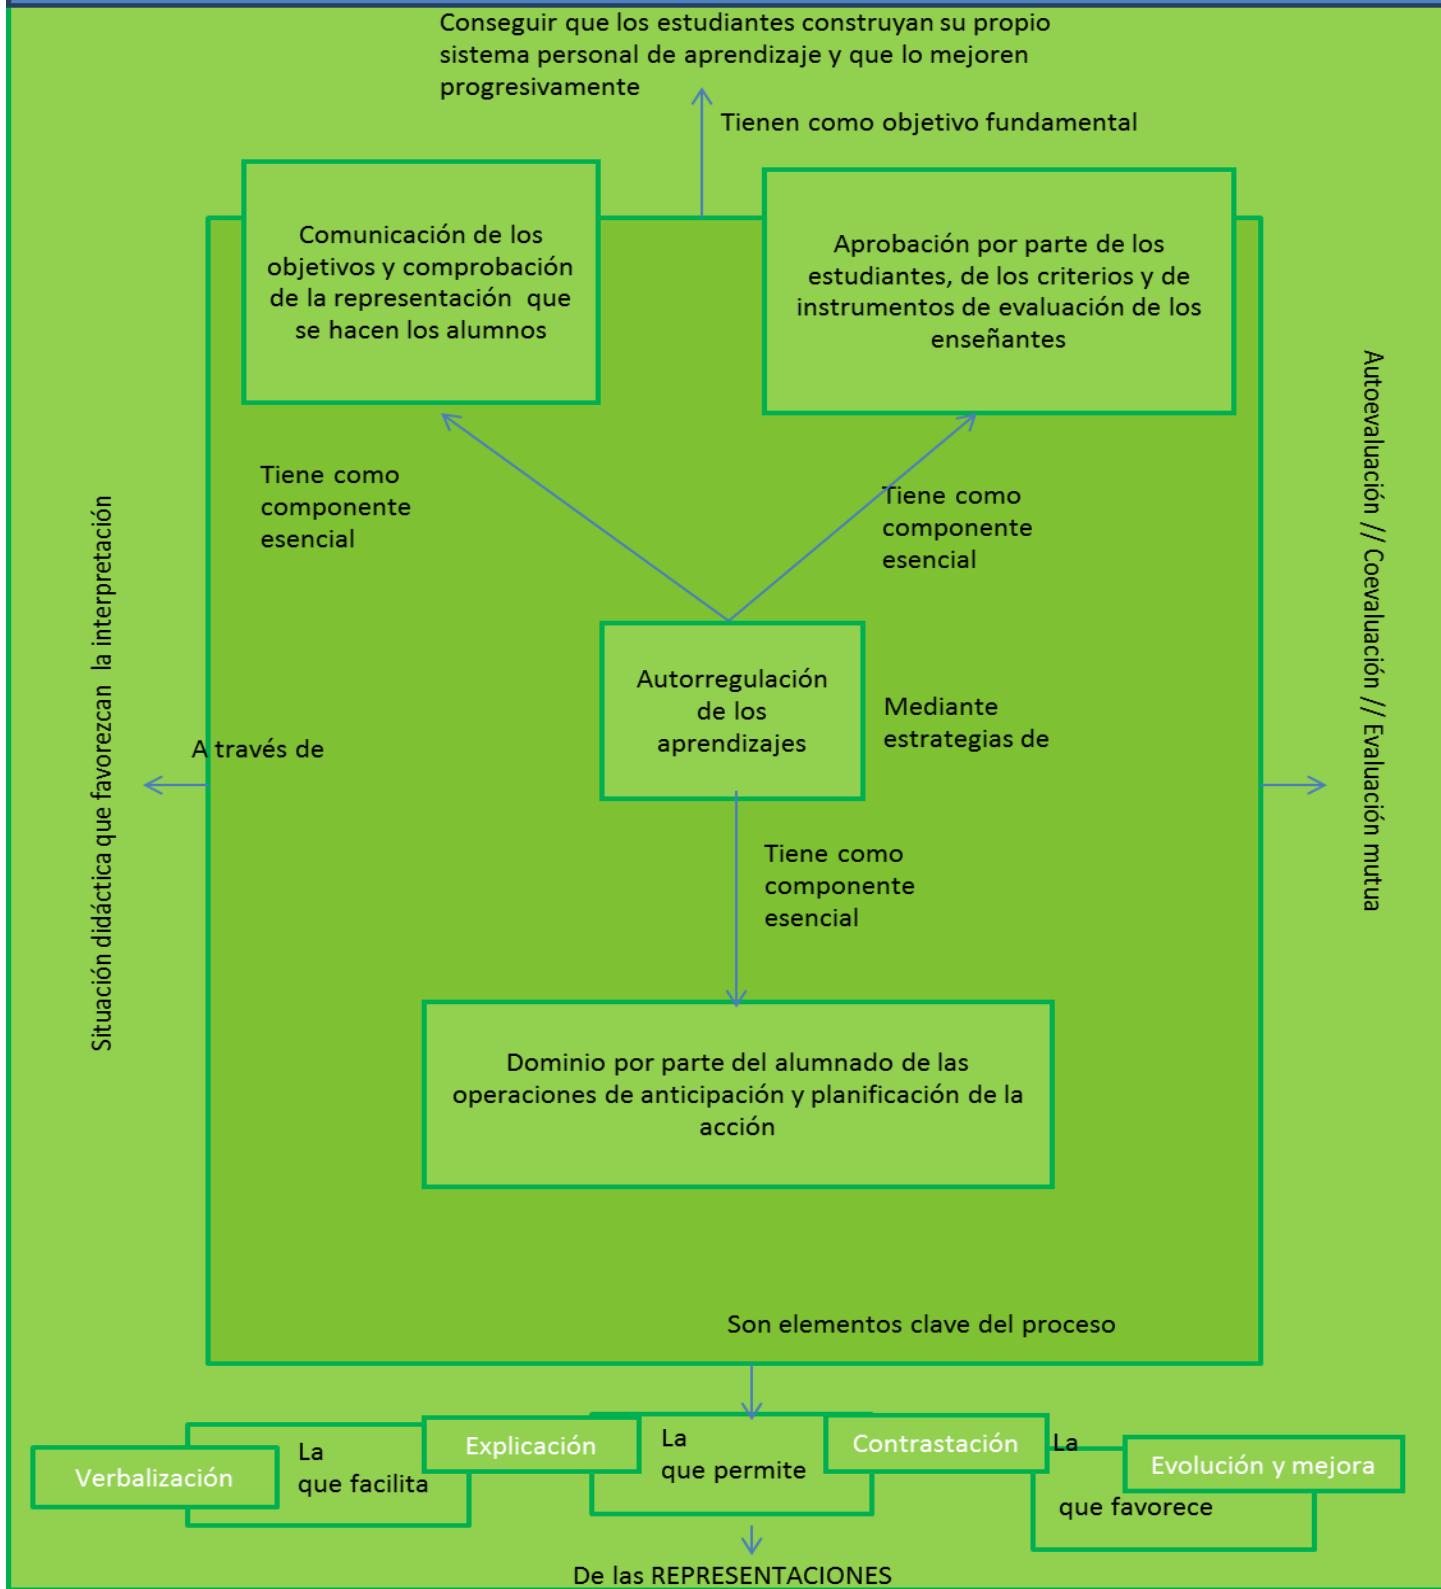 Conseguir que los estudiantes construyan su propio
sistema personal de aprendizaje y que lo mejoren
progresivamente
Tienen como objetivo fundamental
Comunicación de los
objetivos y comprobación
de la representación que
se hacen los alumnos
Aprobación por parte de los
estudiantes, de los criterios y de
instrumentos de evaluación de los
enseñantes
Tiene como
componente
esencial
Tiene como
componente
esencial
Situación didáctica que favorezcan la interpretación
Autoevaluación // Coevaluación // Evaluación mutua
Autorregulación
de los
aprendizajes
Mediante
estrategias de
A través de
Tiene como
componente
esencial
Dominio por parte del alumnado de las
operaciones de anticipación y planificación de la
acción
Son elementos clave del proceso
Verbalización
La
que facilita
Explicación
La
que permite
Contrastación
La
que favorece
Evolución y mejora
De las REPRESENTACIONES